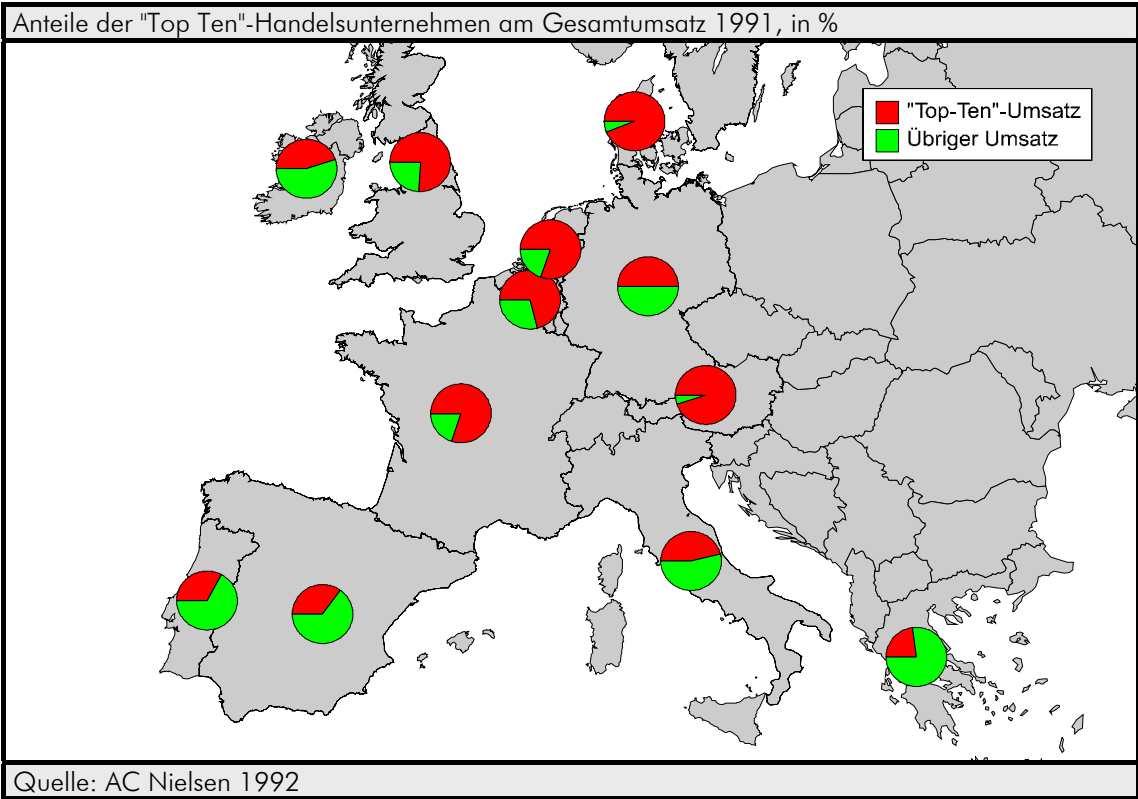 Anteile der "Top Ten"-Handelsunternehmen am Gesamtumsatz 1991, in %
"Top-Ten"-Umsatz
Übriger Umsatz
Quelle: AC Nielsen 1992